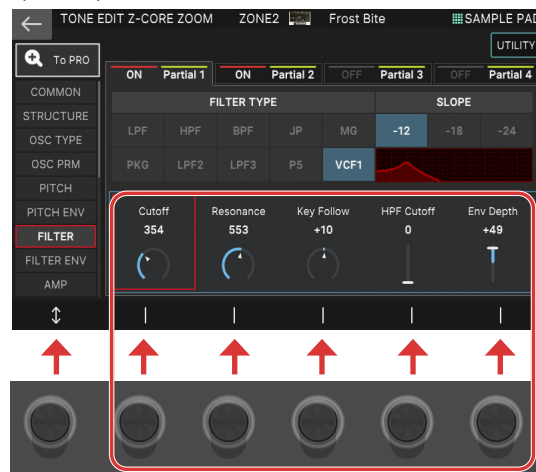 TONE EDIT Z-CORE ZOOM ZONE2 Frost Bite SAMPLE PAD
UTILITY
To PRO
ON Partial 1 ON Partial 2 OFF Partial 3 OFF Partial 4
COMMON
FILTER TYPE SLOPE
STRUCTURE
LPF HPF BPF JP MG -12 -18 -24
OSC TYPE
OSC PRM
PKG LPF2 LPF3 P5 VCF1
PITCH
PITCH ENV
Cutoff Resonance Key Follow HPF Cutoff Env Depth
354 553 +10 0 +49
FILTER
FILTER ENV
AMP